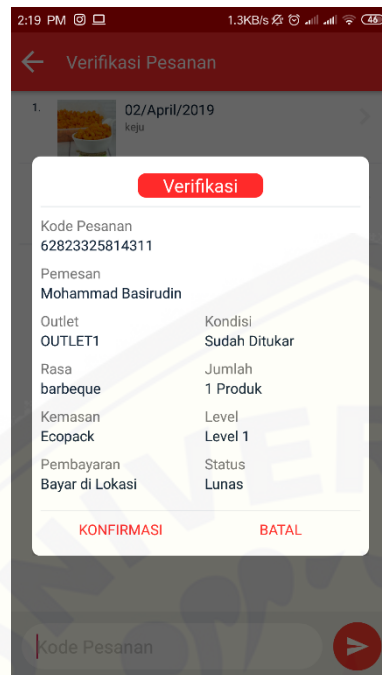 2:19 PM 1.3KB/s 46
Verifikasi Pesanan
1. 02/April/2019
keju
Verifikasi
Kode Pesanan
62823325814311
Pemesan
Mohammad Basirudin
Outlet Kondisi
OUTLET1 Sudah Ditukar
Rasa Jumlah
barbeque 1 Produk
Kemasan Level
Ecopack Level 1
Pembayaran Status
Bayar di Lokasi Lunas
KONFIRMASI BATAL
Kode Pesanan